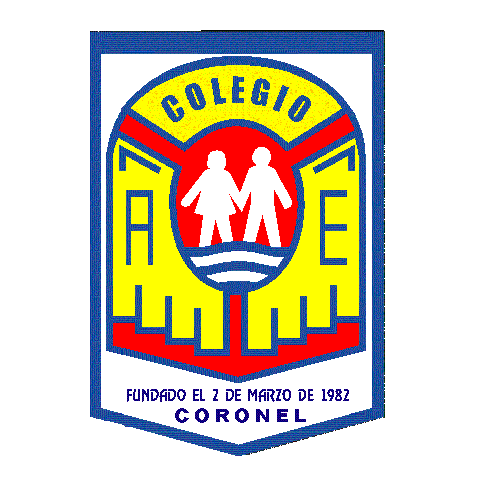 COLEGIO
A E
FUNDADO EL 2 DE MARZO DE 1982
CORONEL